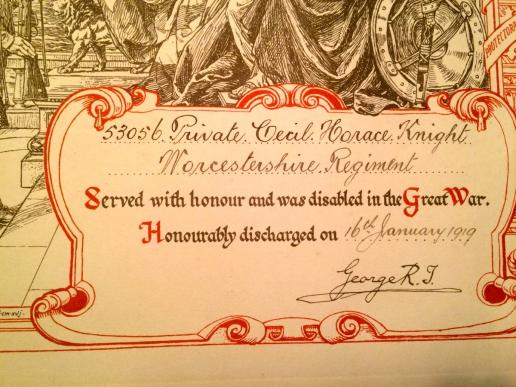 PROTECTOR
53056. Private. Cecil. Horace. Knight.
Worcestershire. Regiment
Served with honour and was disabled in the Great War.
Honourably discharged on 16th January 1919
George R. I.